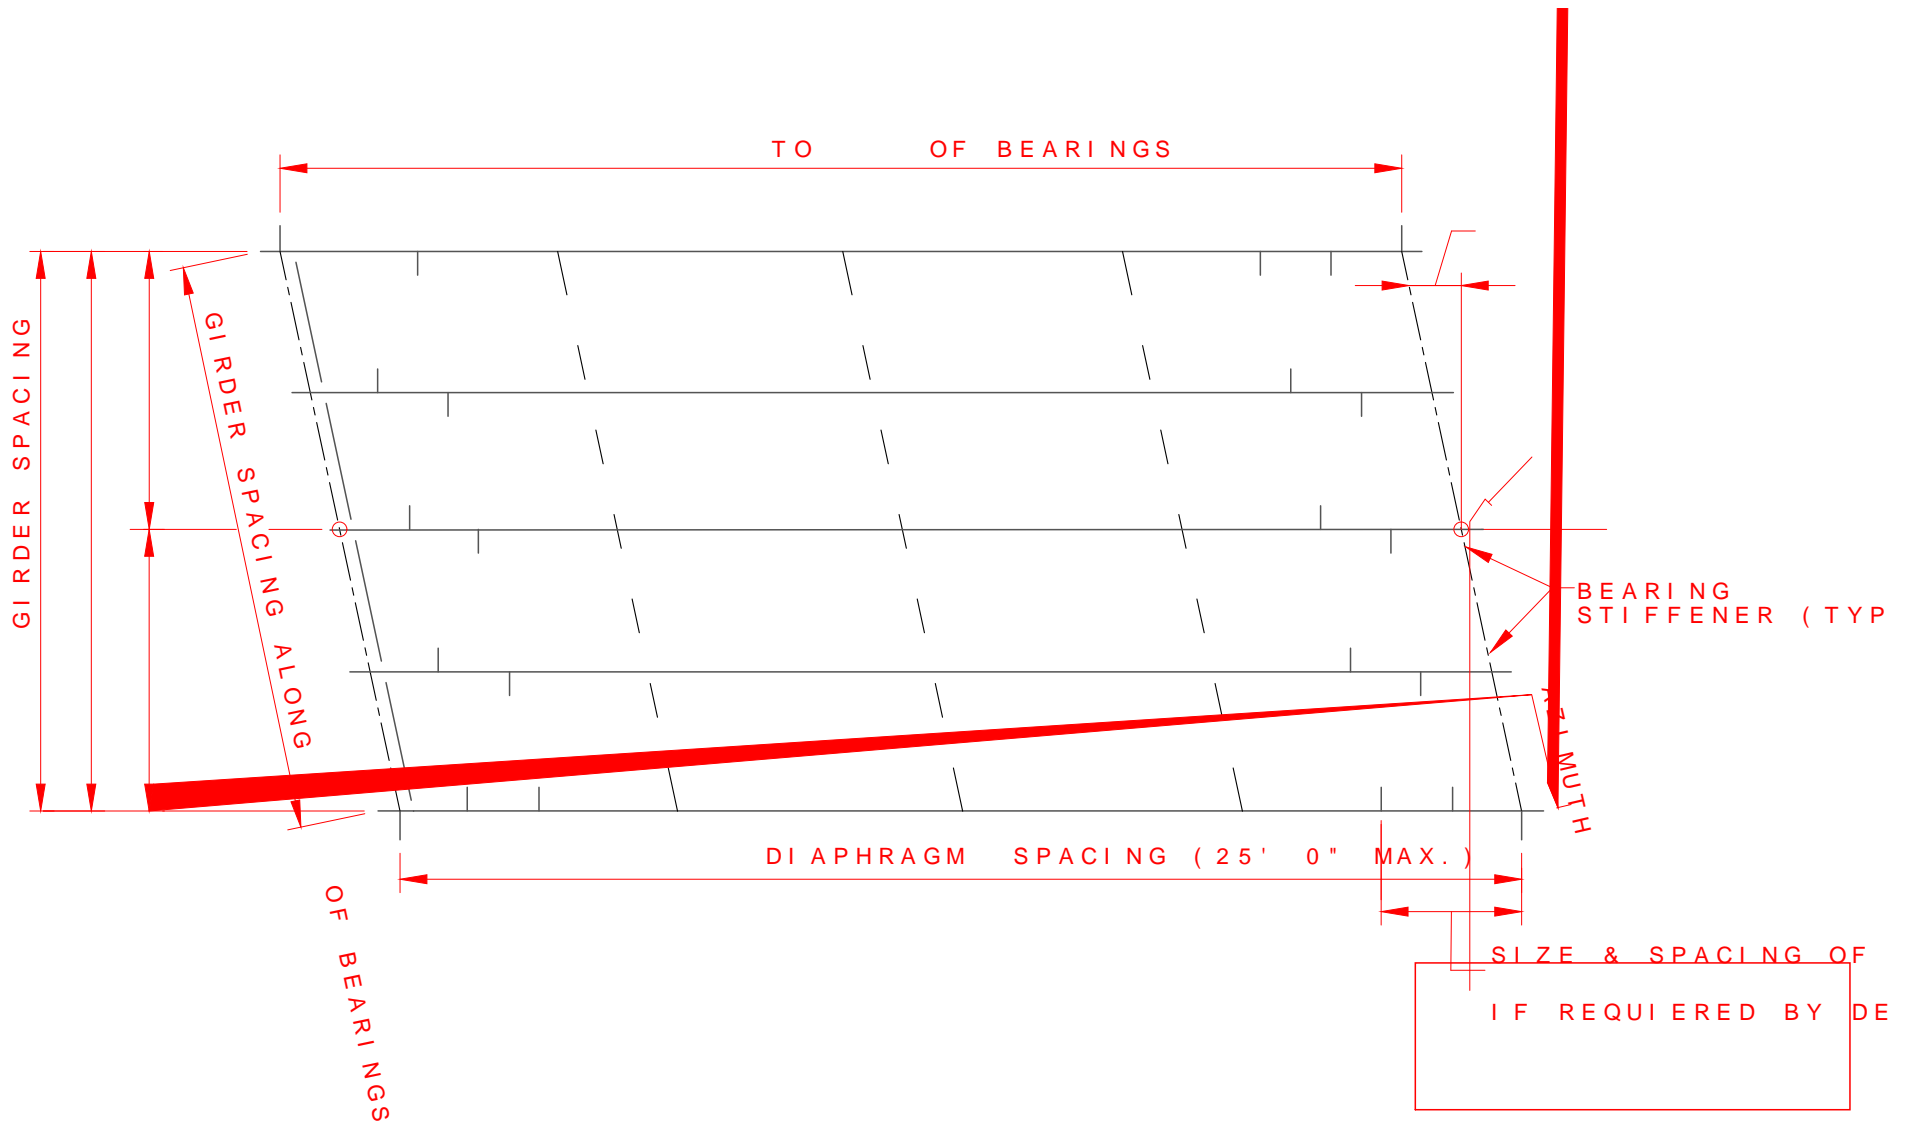 TO OF BEARINGS
GIRDER SPACING
GIRDER SPACING ALONG
OF BEARINGS
BEARING
STIFFENER (TYP
AZIMUTH
DIAPHRAGM SPACING (25' 0" MAX.)
SIZE & SPACING OF
IF REQUIERED BY DE